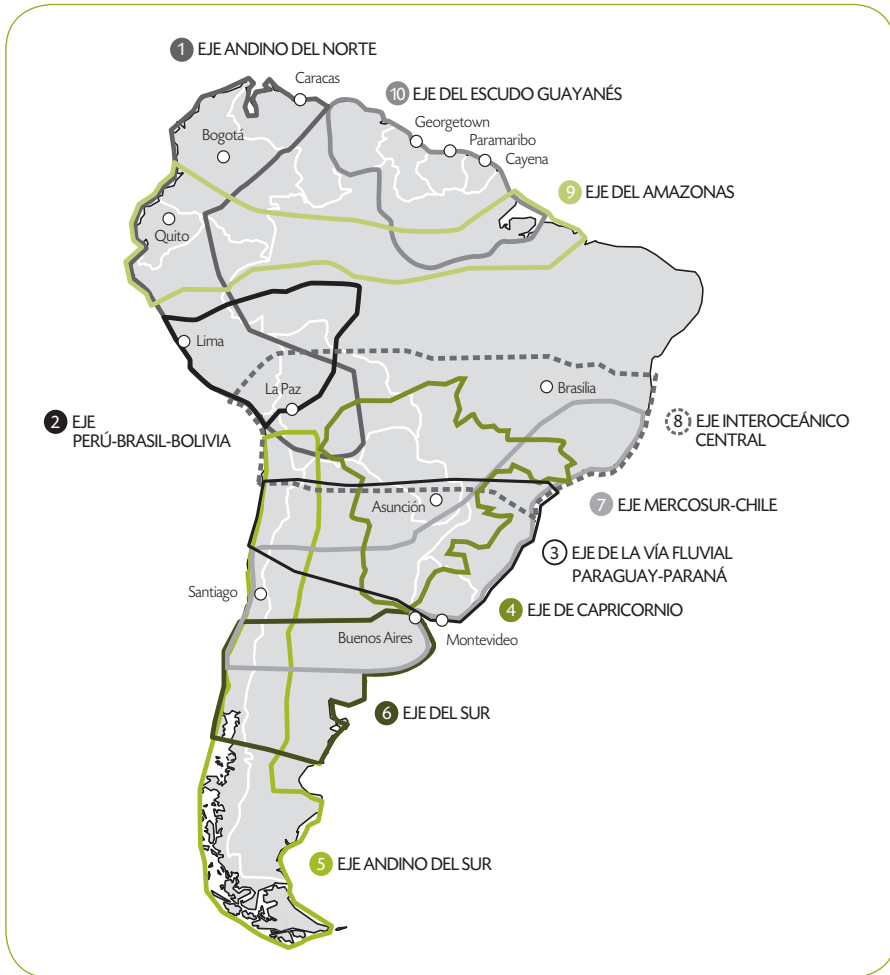 1 EJE ANDINO DEL NORTE
Caracas
10 EJE DEL ESCUDO GUAYANÉS
Georgetown
Bogotá
Paramaribo
Cayena
9 EJE DEL AMAZONAS
Quito
Lima
La Paz
Brasilia
2 EJE
PERÚ-BRASIL-BOLIVIA
8 EJE INTEROCEÁNICO
CENTRAL
Asunción
7 EJE MERCOSUR-CHILE
3 EJE DE LA VÍA FLUVIAL
PARAGUAY-PARANÁ
Santiago
4 EJE DE CAPRICORNIO
Buenos Aires
Montevideo
6 EJE DEL SUR
5 EJE ANDINO DEL SUR